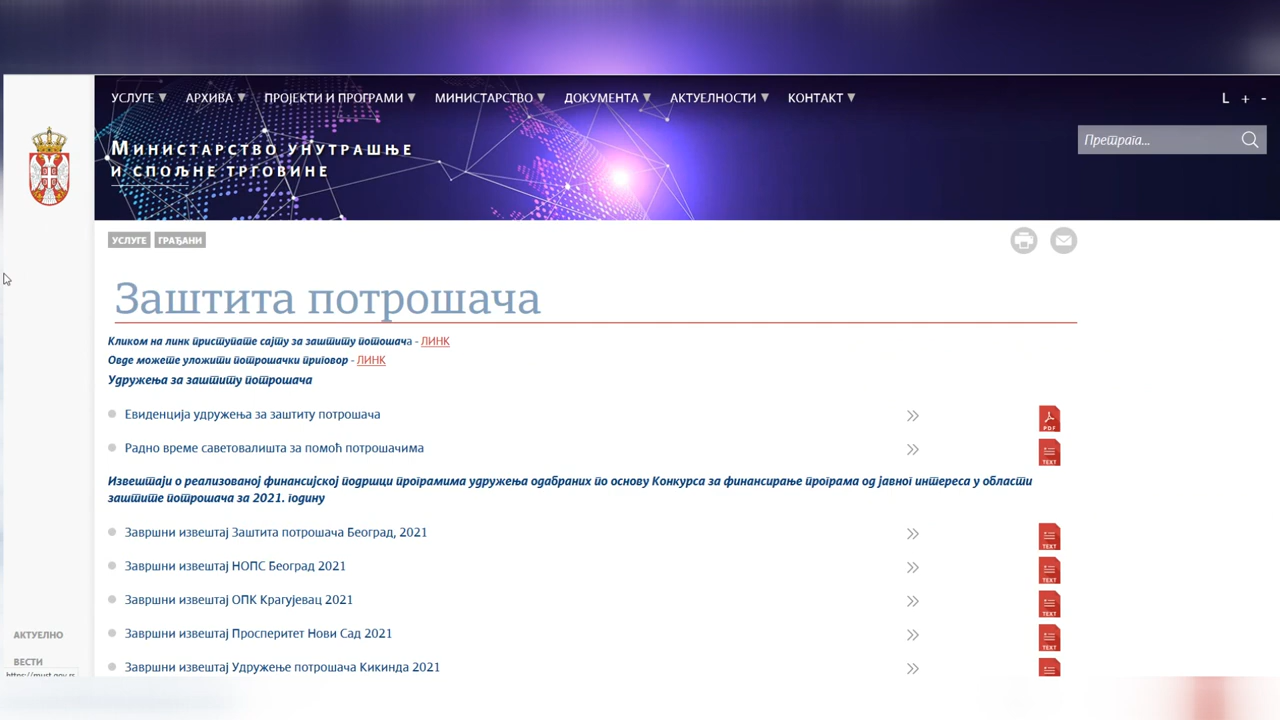 УСЛУГЕ АРХИВА ПРОЈЕКТИ И ПРОГРАМИ МИНИСТАРСТВО ДОКУМЕНТА АКТУЕЛНОСТИ КОНТАКТ L + -
Претрага...
МИНИСТАРСТВО УНУТРАШЊЕ
И СПОЉНЕ ТРГОВИНЕ
УСЛУГЕ ГРАЂАНИ
Заштита потрошача
Кликом на линк приступате сајту за заштиту потошача - ЛИНК
Овде можете уложити потрошачки приговор - ЛИНК
Удружења за заштиту потрошача
Евиденција удружења за заштиту потрошача
PDF
Радно време саветовалишта за помоћ потрошачима
TEXT
Извештаји о реализованој финансијској подршци програмима удружења одабраних по основу Конкурса за финансирање програма од јавног интереса у области
заштите потрошача за 2021. годину
Завршни извештај Заштита потрошача Београд, 2021
TEXT
Завршни извештај НОПС Београд 2021
TEXT
Завршни извештај ОПК Крагујевац 2021
TEXT
Завршни извештај Просперитет Нови Сад 2021
TEXT
Завршни извештај Удружење потрошача Кикинда 2021
АКТУЕЛНО
ВЕСТИ
https://must.gov.rs